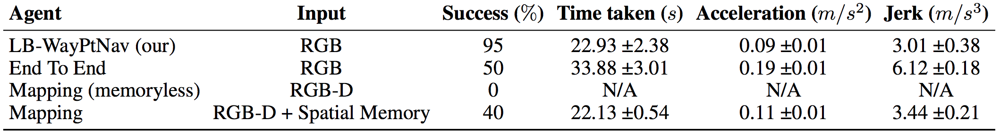 Agent Input Success (%) Time taken (s) Acceleration (m/s²) Jerk (m/s³)
LB-WayPtNav (our) RGB 95 22.93 ±2.38 0.09 ±0.01 3.01 ±0.38
End To End RGB 50 33.88 ±3.01 0.19 ±0.01 6.12 ±0.18
Mapping (memoryless) RGB-D 0 N/A N/A N/A
Mapping RGB-D + Spatial Memory 40 22.13 ±0.54 0.11 ±0.01 3.44 ±0.21